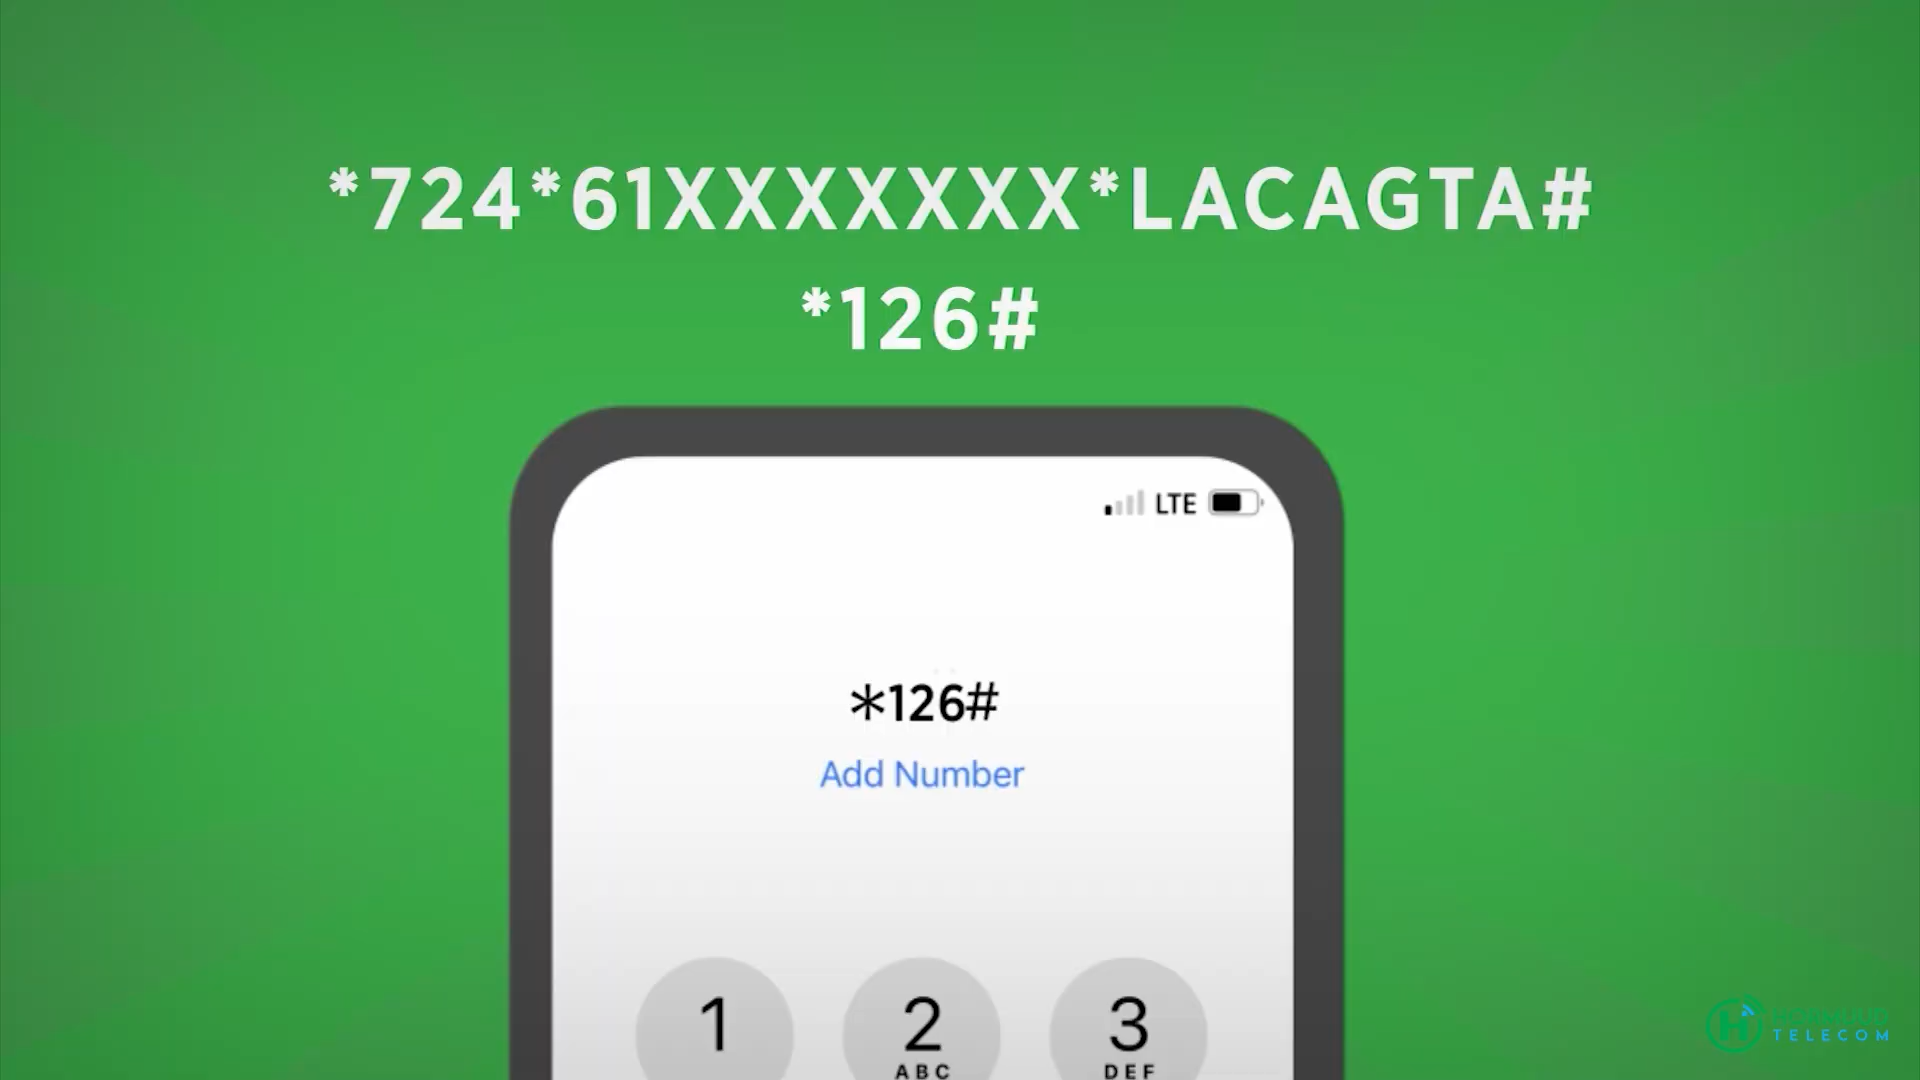 *724*61XXXXXXX*LACAGTA#
*126#
LTE
*126#
Add Number
1 2 3
ABC DEF
TELECOM